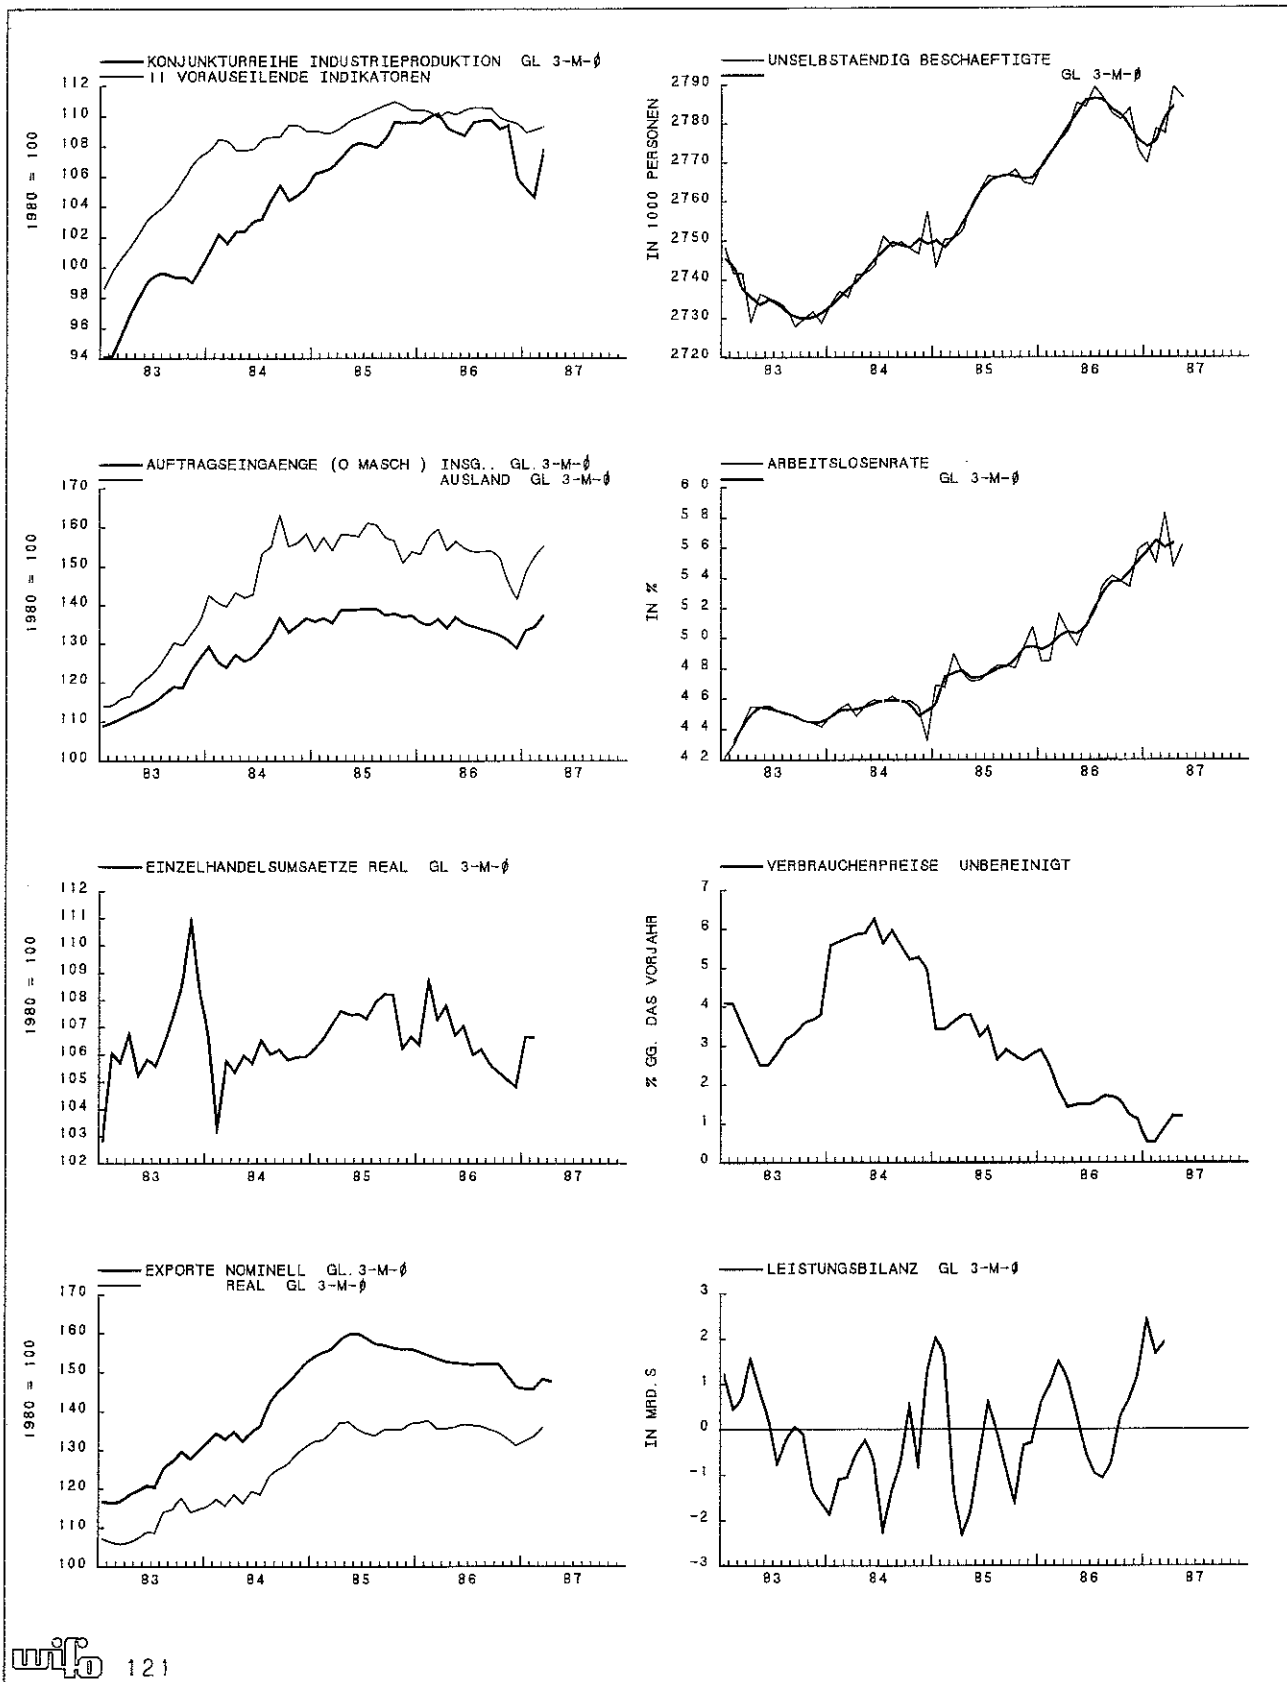 KONJUNKTURREIHE INDUSTRIEPRODUKTION GL 3-M-ø
11 VORAUSEILENDE INDIKATOREN
1980 = 100
112
110
108
106
104
102
100
98
96
94
83 84 85 86 87
UNSELBSTAENDIG BESCHAEFTIGTE
GL 3-M-ø
IN 1000 PERSONEN
2790
2780
2770
2760
2750
2740
2730
2720
83 84 85 86 87
AUFTRAGSEINGAENGE (O MASCH ) INSG.. GL. 3-M-ø
AUSLAND GL 3-M-ø
1980 = 100
170
160
150
140
130
120
110
100
83 84 85 86 87
ARBEITSLOSENRATE
GL 3-M-ø
IN %
6 0
5 8
5 6
5 4
5 2
5 0
4 8
4 6
4 4
4 2
83 84 85 86 87
EINZELHANDELSUMSAETZE REAL GL 3-M-ø
1980 = 100
112
111
110
109
108
107
106
105
104
103
102
83 84 85 86 87
VERBRAUCHERPREISE UNBEREINIGT
% GG. DAS VORJAHR
7
6
5
4
3
2
1
0
83 84 85 86 87
EXPORTE NOMINELL GL. 3-M-ø
REAL GL 3-M-ø
1980 = 100
170
160
150
140
130
120
110
100
83 84 85 86 87
LEISTUNGSBILANZ GL 3-M-ø
IN MRD. S
3
2
1
0
-1
-2
-3
83 84 85 86 87
wifo 121